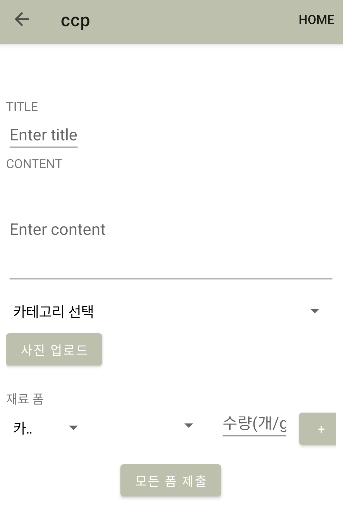 ccp HOME
TITLE
Enter title
CONTENT
Enter content
카테고리 선택
사진 업로드
재료 폼
카.. 수량(개/g +
모든 폼 제출